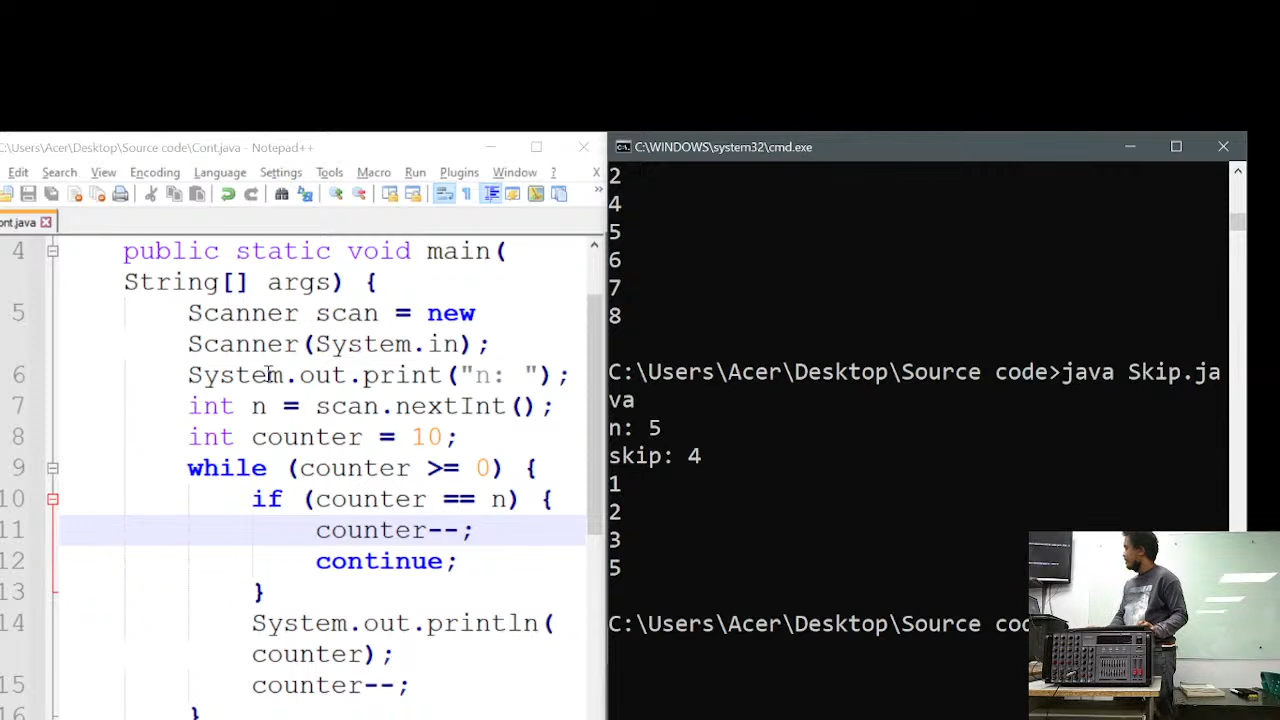 C:\Users\Acer\Desktop\Source code\Cont.java - Notepad++
Edit Search View Encoding Language Settings Tools Macro Run Plugins Window ? X
ont.java
4 public static void main(
String[] args) {
5 Scanner scan = new
Scanner(System.in);
6 System.out.print("n: ");
7 int n = scan.nextInt();
8 int counter = 10;
9 while (counter >= 0) {
10 if (counter == n) {
11 counter--;
12 continue;
13 }
14 System.out.println(
counter);
15 counter--;
16 }
C:\WINDOWS\system32\cmd.exe
2
4
5
6
7
8
C:\Users\Acer\Desktop\Source code>java Skip.ja
va
n: 5
skip: 4
1
2
3
5
C:\Users\Acer\Desktop\Source co